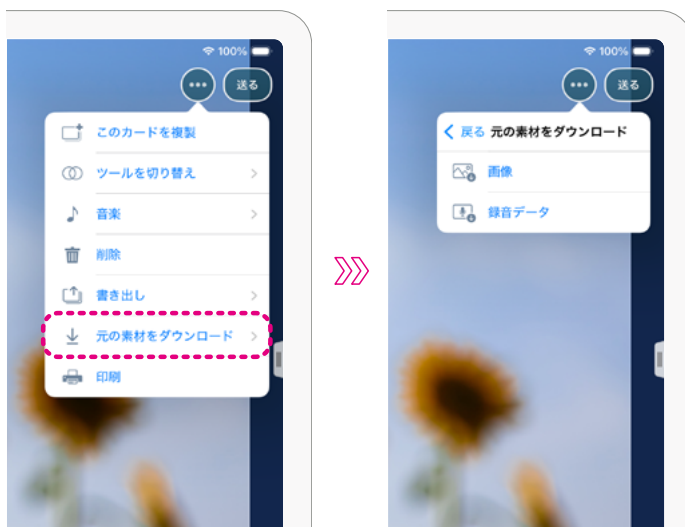 100%
送る
このカードを複製
ツールを切り替え
音楽
削除
書き出し
元の素材をダウンロード
印刷
100%
送る
戻る 元の素材をダウンロード
画像
録音データ